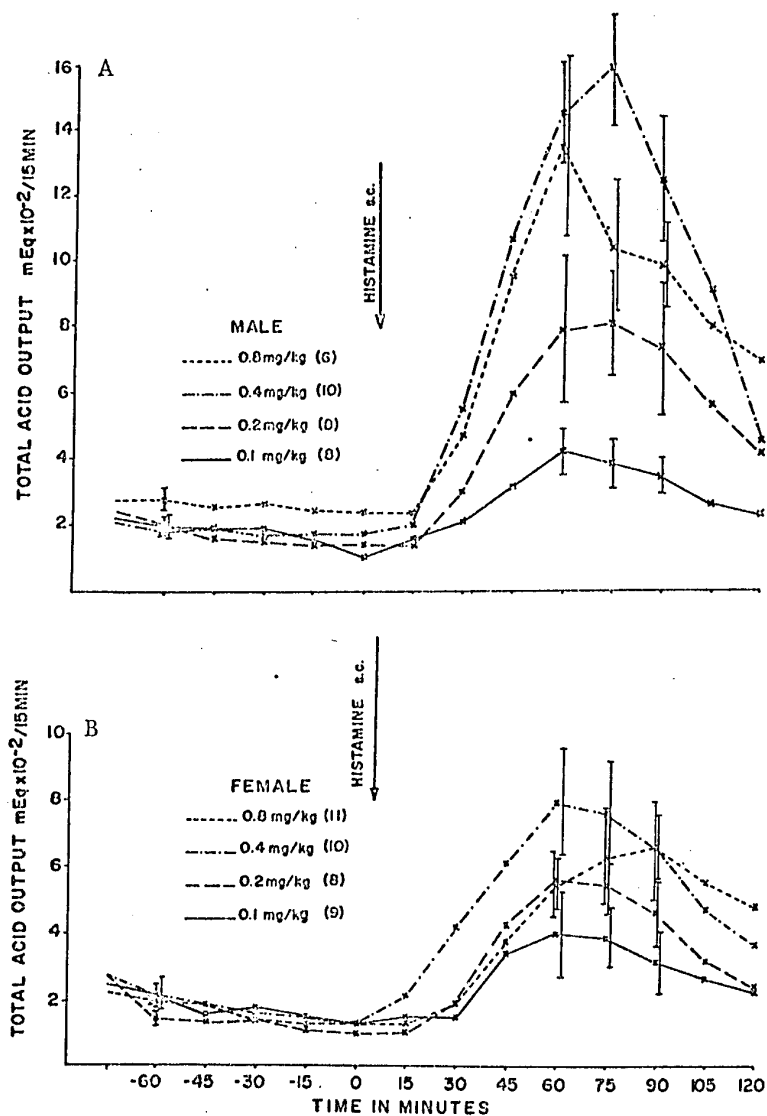 A
TOTAL ACID OUTPUT mEq x 10⁻²/15 MIN
16
14
12
10
8
6
4
2
HISTAMINE s.c.
MALE
0.8 mg/kg (6)
0.4 mg/kg (10)
0.2 mg/kg (8)
0.1 mg/kg (8)
B
TOTAL ACID OUTPUT mEq x 10⁻²/15 MIN
10
8
6
4
2
HISTAMINE s.c.
FEMALE
0.8 mg/kg (11)
0.4 mg/kg (10)
0.2 mg/kg (8)
0.1 mg/kg (9)
-60 -45 -30 -15 0 15 30 45 60 75 90 105 120
TIME IN MINUTES